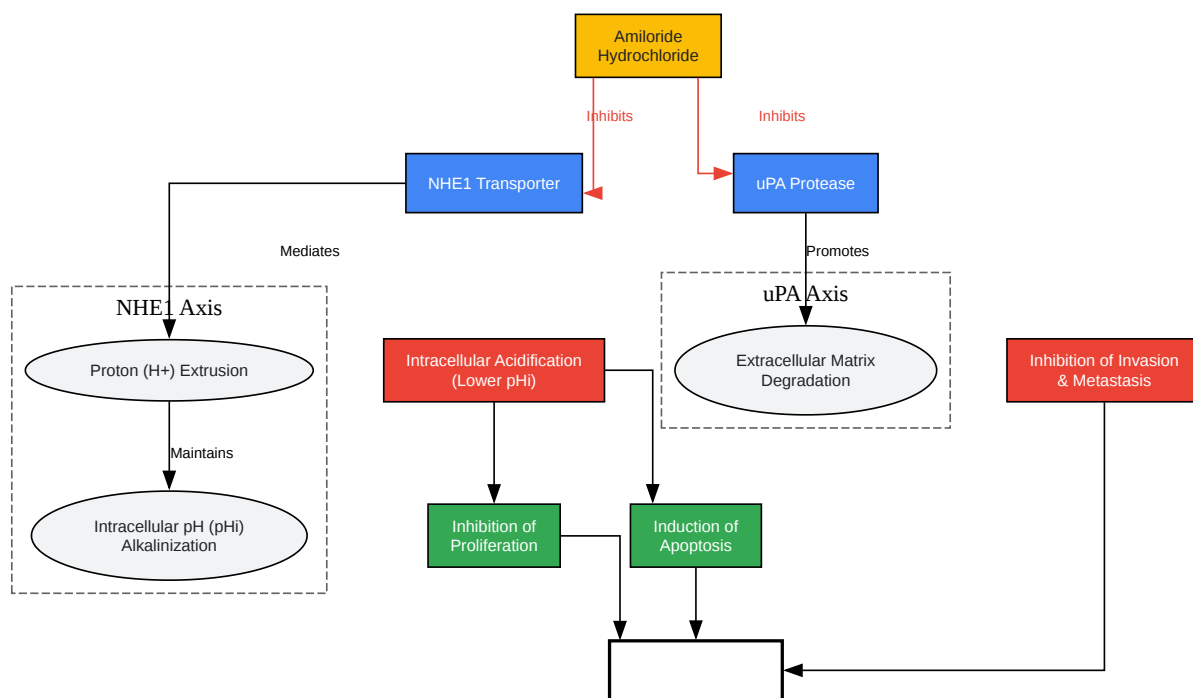 Amiloride
Hydrochloride
Inhibits
Inhibits
NHE1 Transporter
uPA Protease
Mediates
Promotes
NHE1 Axis
uPA Axis
Proton (H+) Extrusion
Intracellular Acidification
(Lower pHi)
Extracellular Matrix
Degradation
Inhibition of Invasion
& Metastasis
Maintains
Intracellular pH (pHi)
Alkalinization
Inhibition of
Proliferation
Induction of
Apoptosis